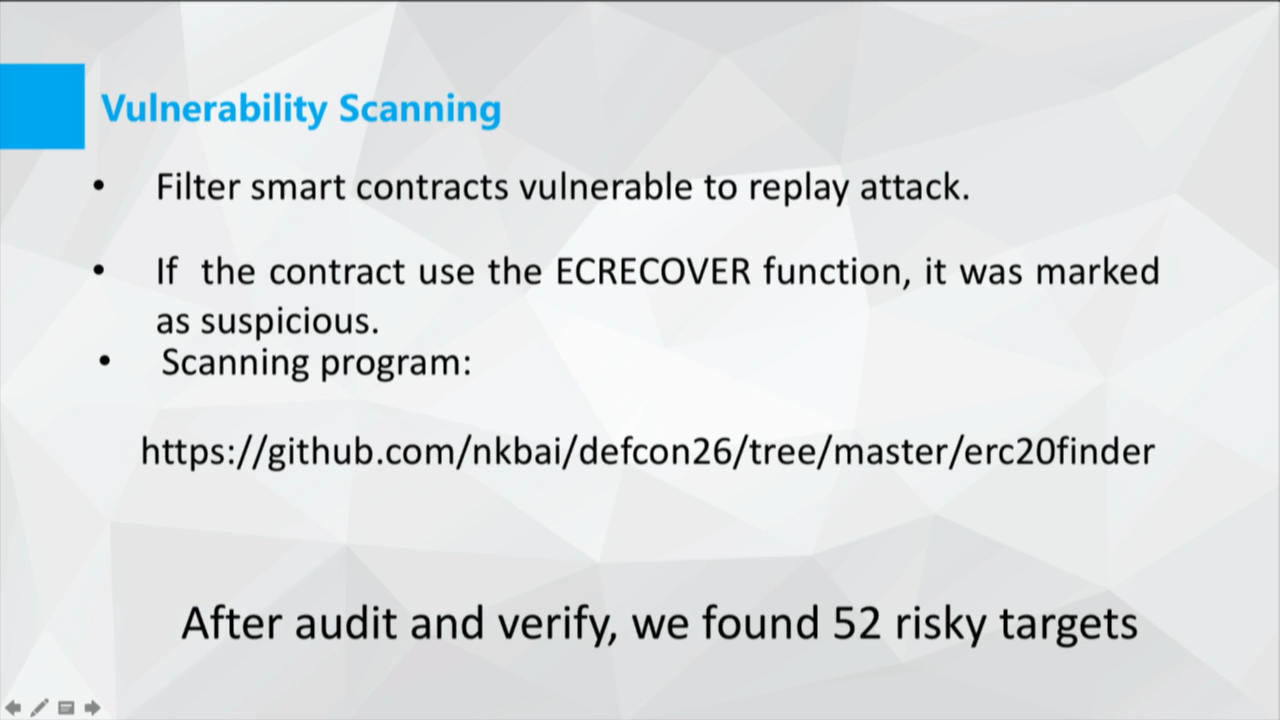 Vulnerability Scanning
• Filter smart contracts vulnerable to replay attack.
• If the contract use the ECRECOVER function, it was marked
as suspicious.
• Scanning program:
https://github.com/nkbai/defcon26/tree/master/erc20finder
After audit and verify, we found 52 risky targets